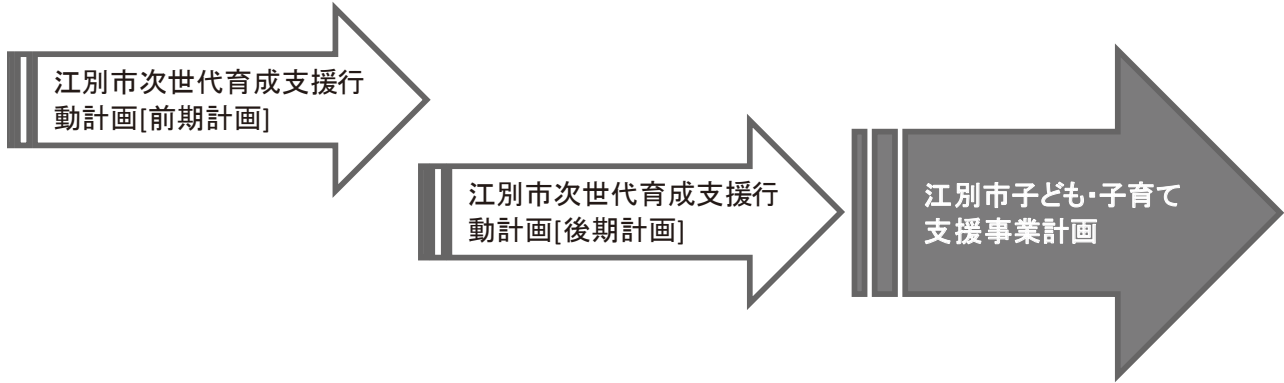 江別市次世代育成支援行
動計画[前期計画]
江別市次世代育成支援行
動計画[後期計画]
江別市子ども・子育て
支援事業計画